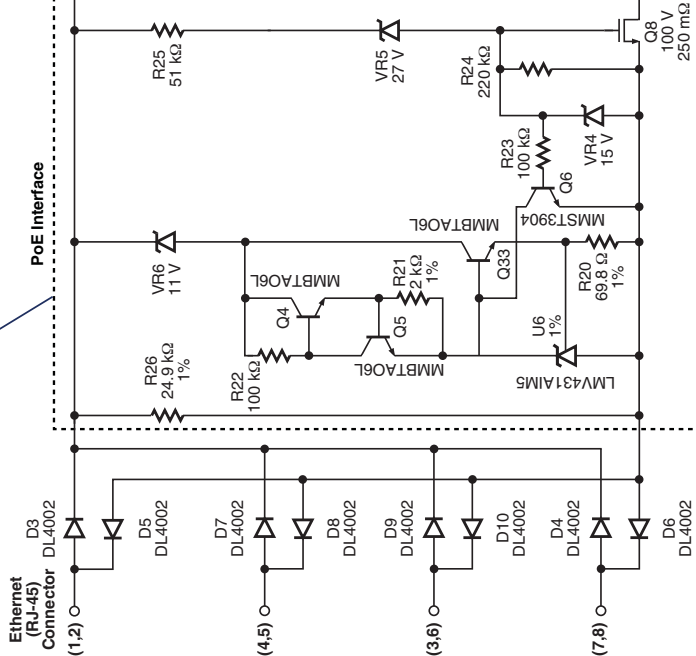 PoE Interface
R25
51 kΩ
VR5
27 V
R24
220 kΩ
Q8
100 V
250 mΩ
R23
100 kΩ
VR4
15 V
Q6
MMST3904
VR6
11 V
MMBTAO6L
Q33
Q4
MMBTAO6L
R21
2 kΩ
1%
R20
69.8 Ω
1%
R22
100 kΩ
Q5
MMBTAO6L
U6
1%
LMV431AIM5
R26
24.9 kΩ
1%
D3
DL4002
D5
DL4002
D7
DL4002
D8
DL4002
D9
DL4002
D10
DL4002
D4
DL4002
D6
DL4002
Ethernet
(RJ-45)
Connector
(1,2)
(4,5)
(3,6)
(7,8)